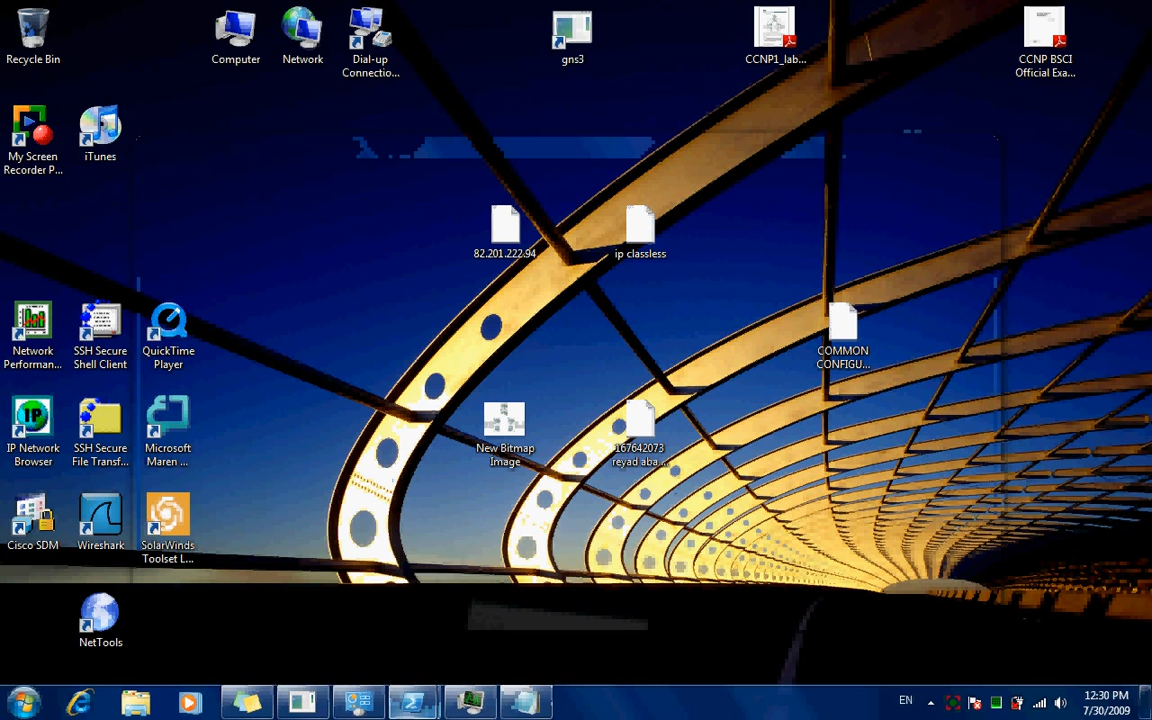 Recycle Bin
Computer
Network
Dial-up
Connectio...
gns3
CCNP1_lab...
CCNP BSCI
Official Exa...
My Screen
Recorder P...
iTunes
82.201.222.94
ip classless
Network
Performan...
SSH Secure
Shell Client
QuickTime
Player
COMMON
CONFIGU...
IP Network
Browser
SSH Secure
File Transf...
Microsoft
Maren ...
New Bitmap
Image
167642073
reyad aba...
Cisco SDM
Wireshark
SolarWinds
Toolset L...
NetTools
EN
12:30 PM
7/30/2009